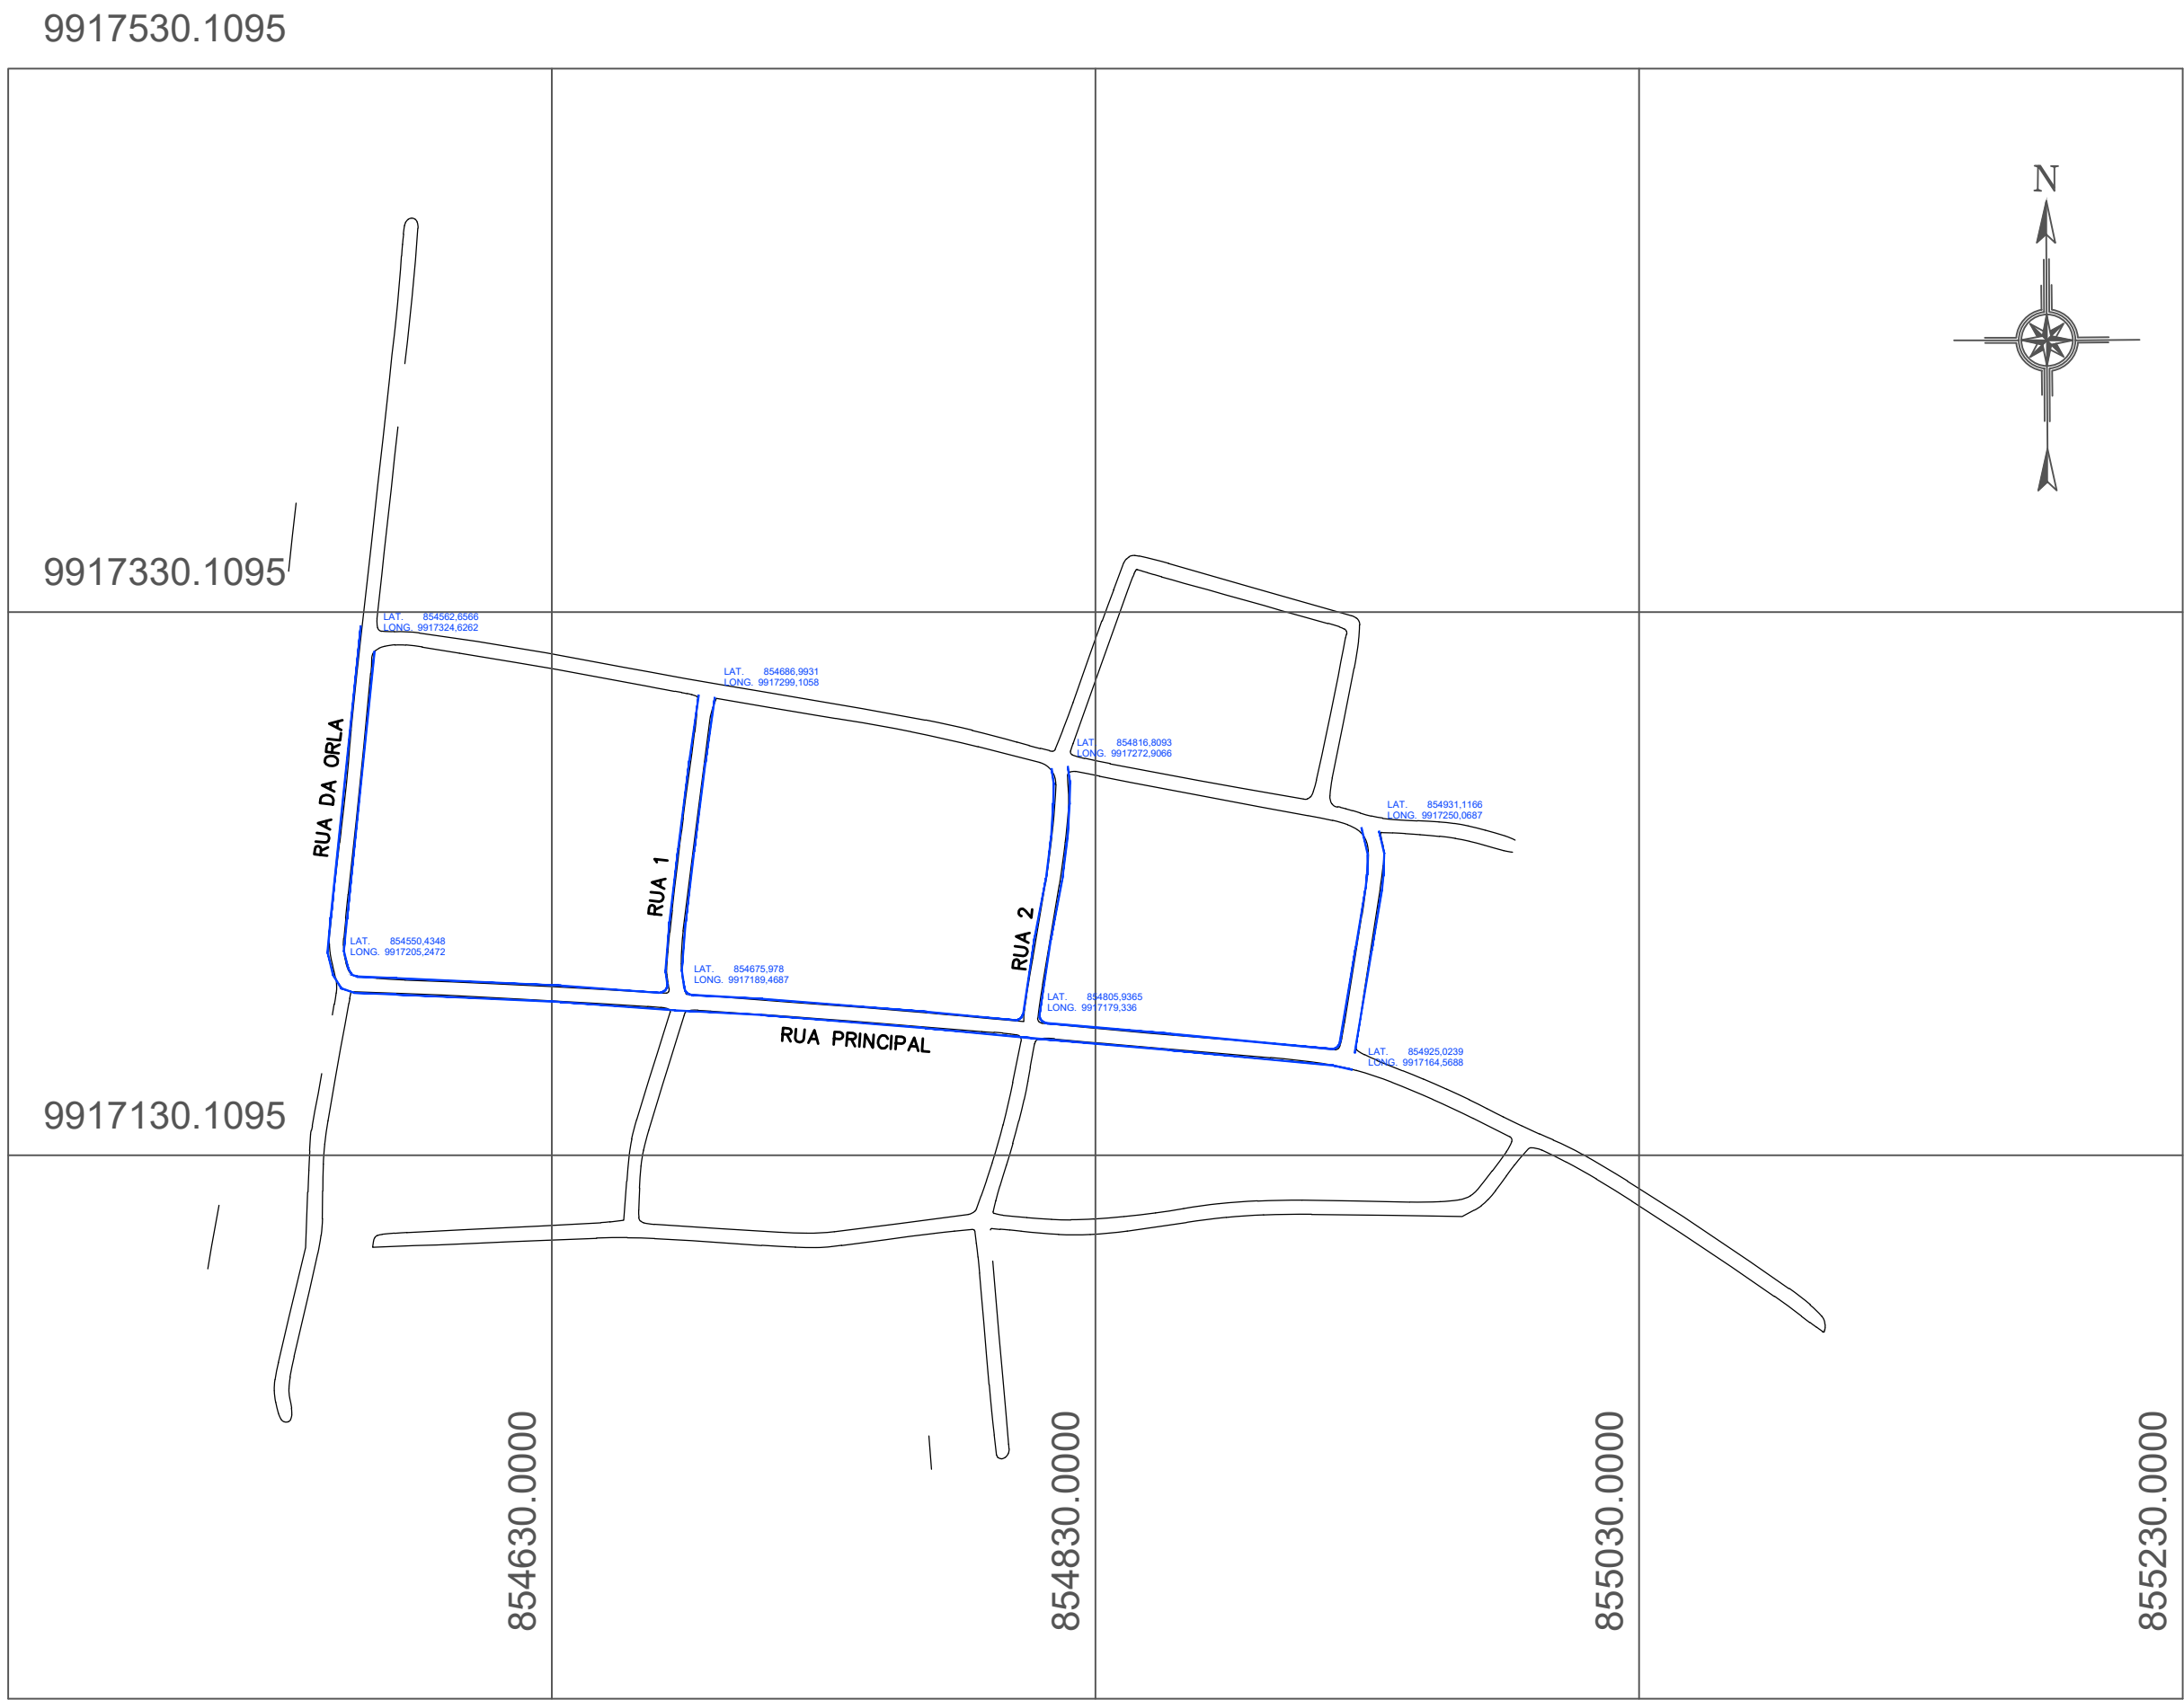 9917530.1095
N
9917330.1095
LAT. 854562,6566
LONG. 9917324,6262
LAT. 854686,9931
LONG. 9917299,1058
RUA DA ORLA
LAT. 854816,8093
LONG. 9917272,9066
LAT. 854931,1166
LONG. 9917250,0687
RUA 1
RUA 2
LAT. 854550,4348
LONG. 9917205,2472
LAT. 854675,978
LONG. 9917189,4687
LAT. 854805,9365
LONG. 9917179,336
RUA PRINCIPAL
LAT. 854925,0239
LONG. 9917164,5688
9917130.1095
854630.0000
854830.0000
855030.0000
855230.0000